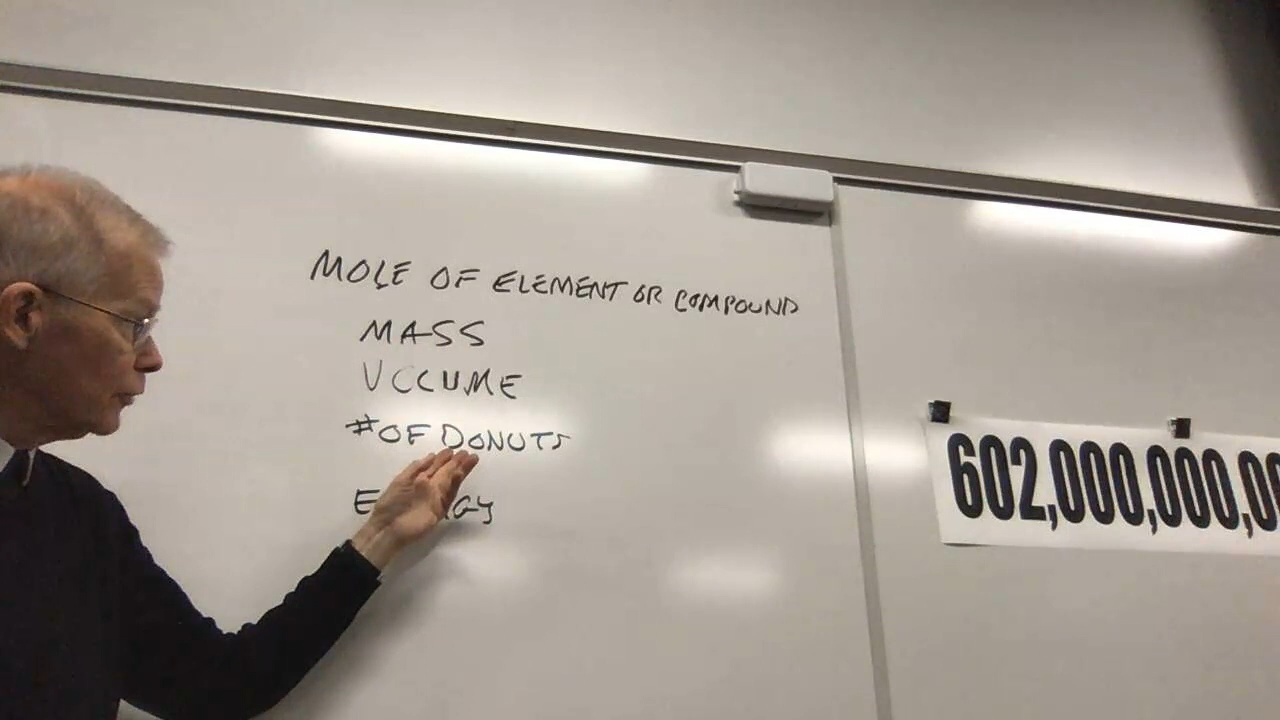 MOLE OF ELEMENT OR COMPOUND
MASS
VOLUME
# OF DONUTS
602,000,000,0